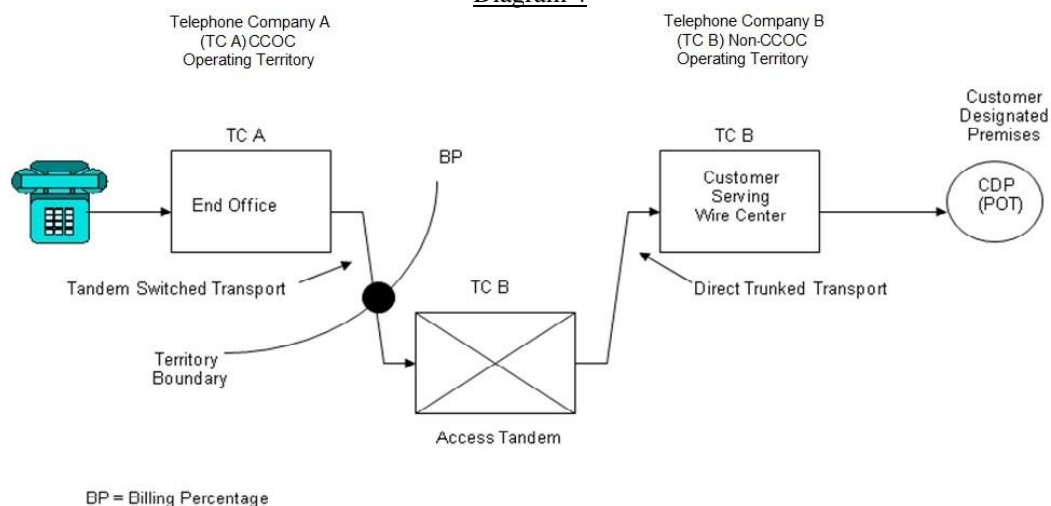 Diagram 4
Telephone Company A
(TC A) CCOC
Operating Territory
Telephone Company B
(TC B) Non-CCOC
Operating Territory
Customer
Designated
Premises
TC A
BP
TC B
End Office
Customer
Serving
Wire Center
CDP
(POT)
Tandem Switched Transport
TC B
Direct Trunked Transport
Territory
Boundary
Access Tandem
BP = Billing Percentage